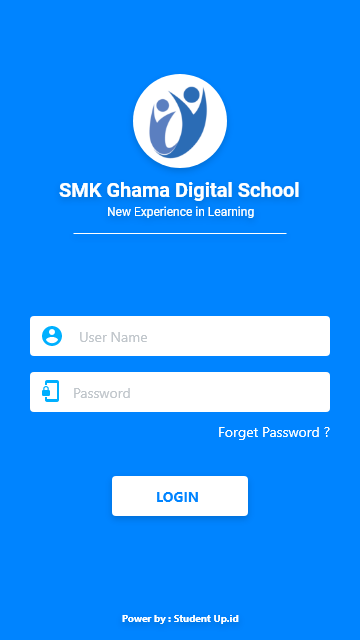 SMK Ghama Digital School
New Experience in Learning
User Name
Password
Forget Password ?
LOGIN
Power by : Student Up.id